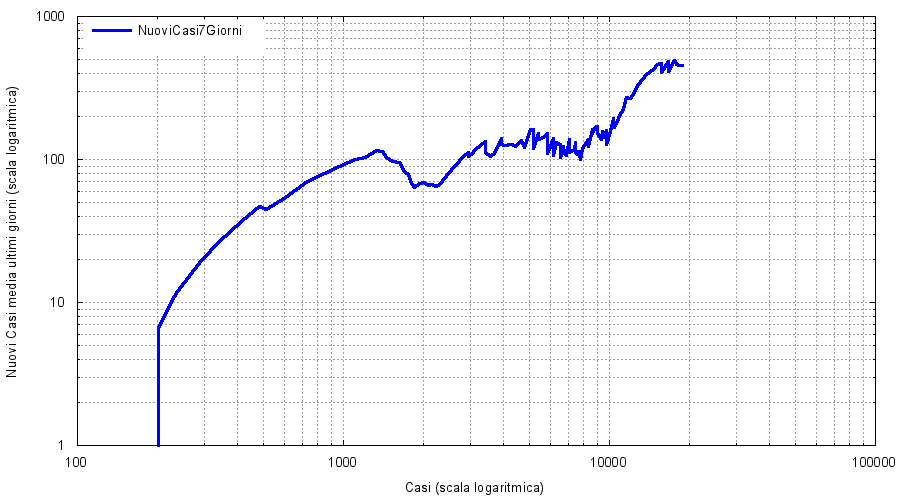 1000
NuoviCasi7Giorni
100
10
1
Nuovi Casi media ultimi giorni (scala logaritmica)
100
1000
10000
100000
Casi (scala logaritmica)